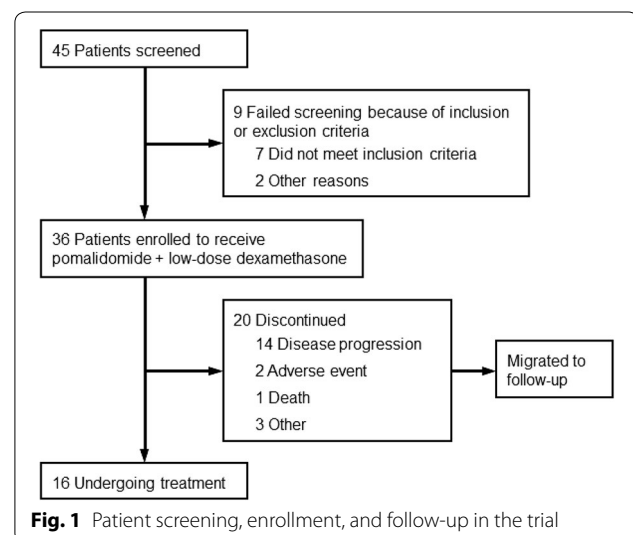 45 Patients screened
9 Failed screening because of inclusion
or exclusion criteria
7 Did not meet inclusion criteria
2 Other reasons
36 Patients enrolled to receive
pomalidomide + low-dose dexamethasone
20 Discontinued
14 Disease progression
2 Adverse event
1 Death
3 Other
Migrated to
follow-up
16 Undergoing treatment
Fig. 1 Patient screening, enrollment, and follow-up in the trial